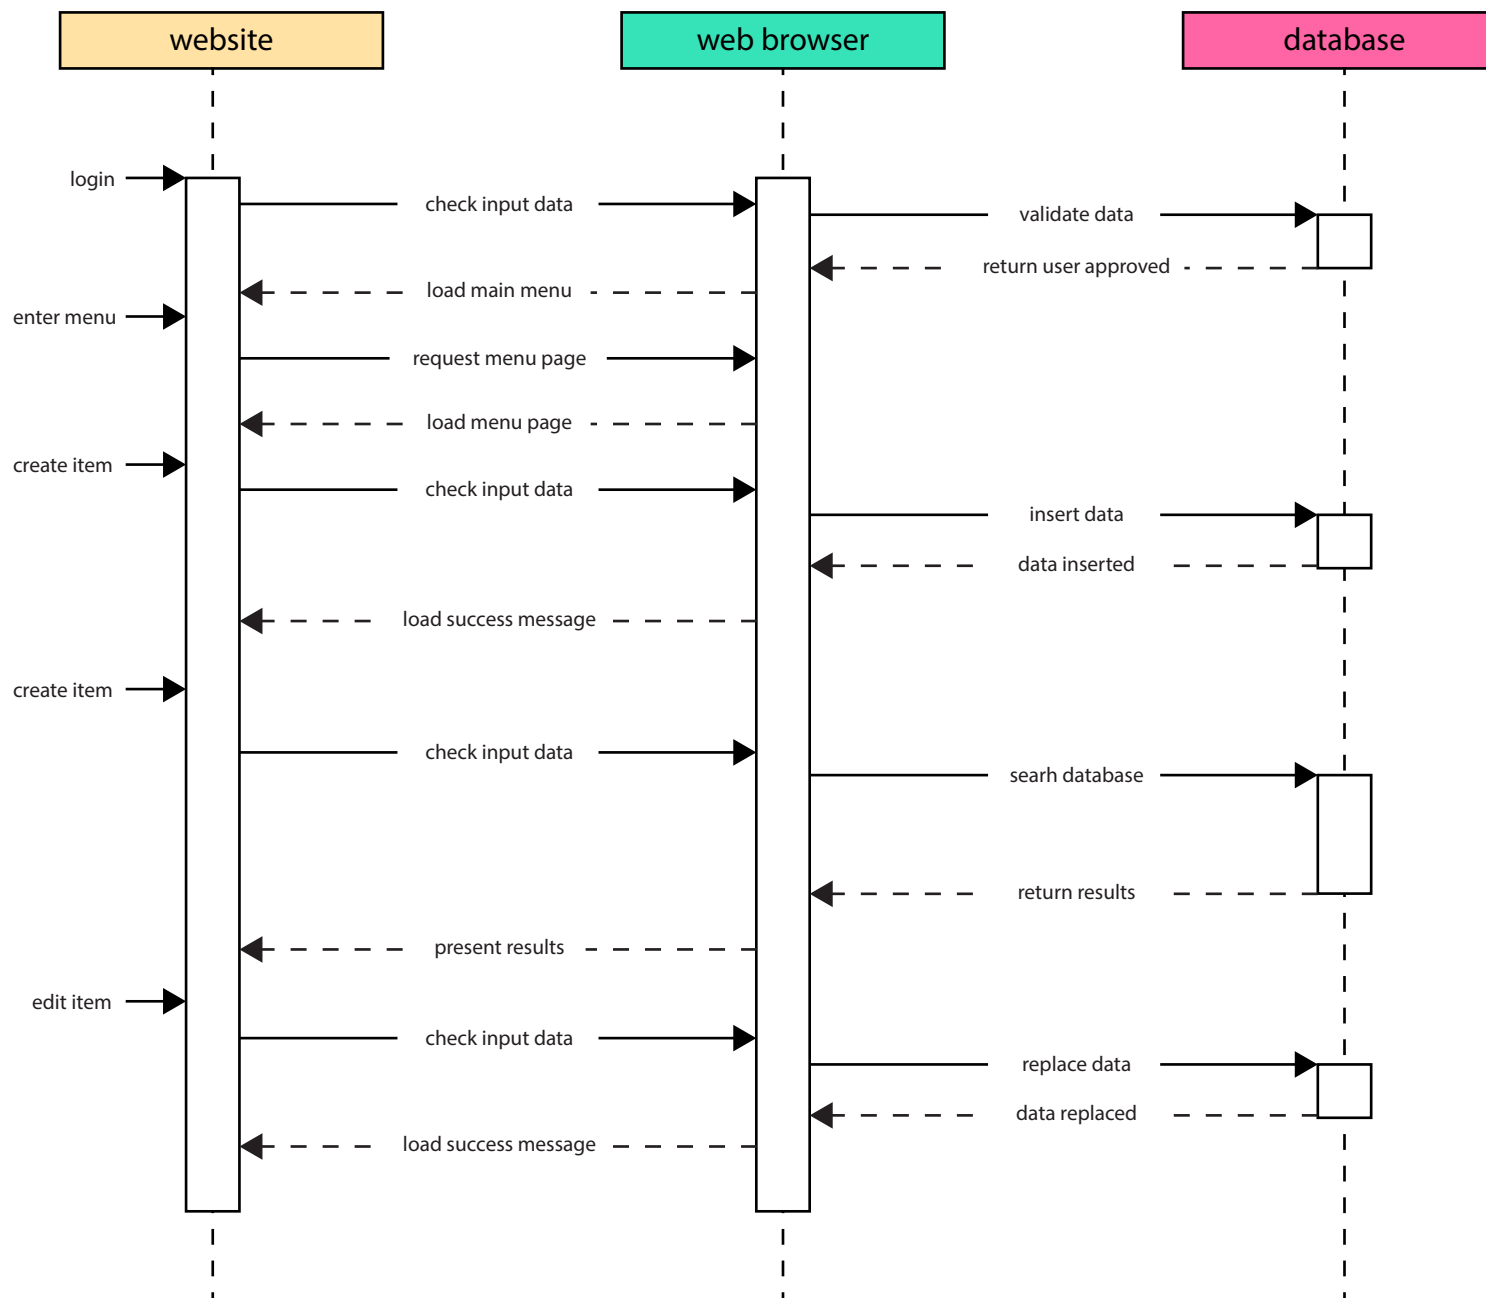 website
web browser
database
login
check input data
validate data
return user approved
load main menu
enter menu
request menu page
load menu page
create item
check input data
insert data
data inserted
load success message
create item
check input data
searh database
return results
present results
edit item
check input data
replace data
data replaced
load success message